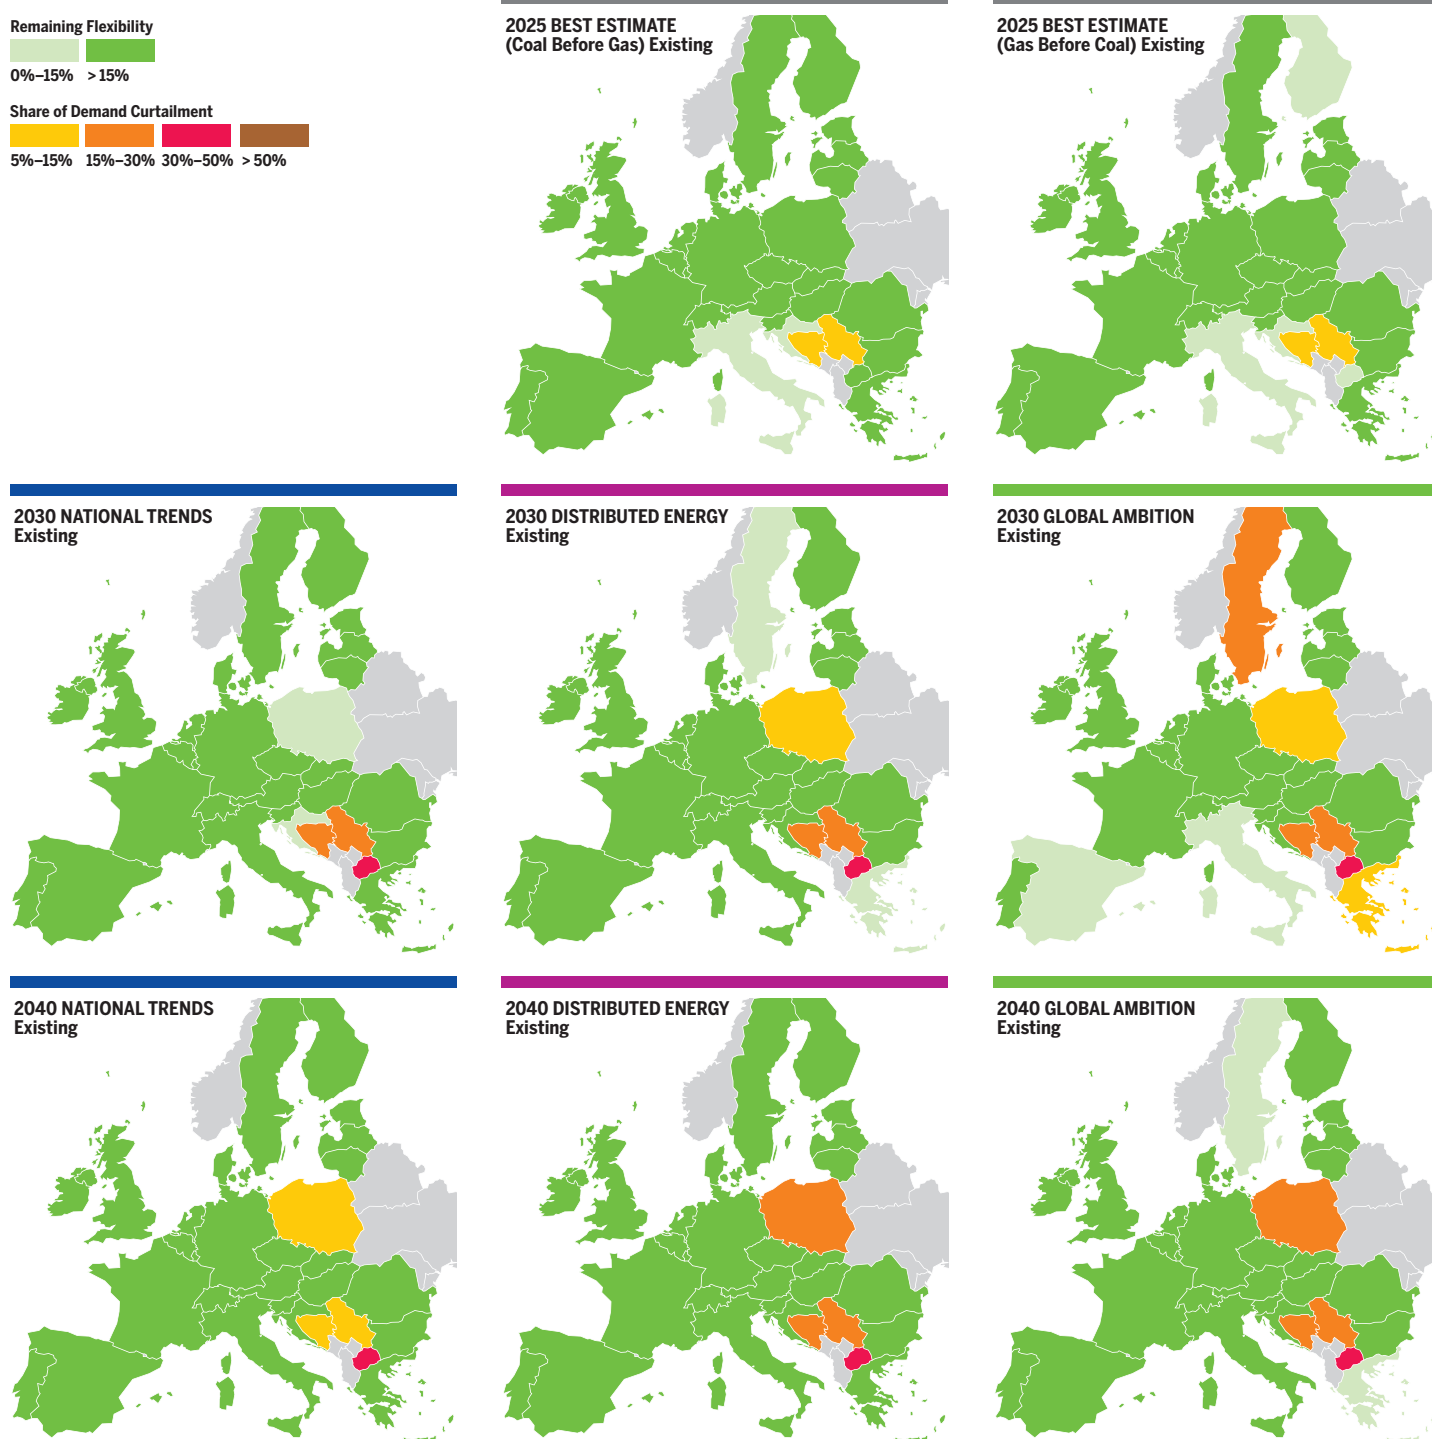 Remaining Flexibility
0%–15% > 15%
Share of Demand Curtailment
5%–15% 15%–30% 30%–50% > 50%
2025 BEST ESTIMATE
(Coal Before Gas) Existing
2025 BEST ESTIMATE
(Gas Before Coal) Existing
2030 NATIONAL TRENDS
Existing
2030 DISTRIBUTED ENERGY
Existing
2030 GLOBAL AMBITION
Existing
2040 NATIONAL TRENDS
Existing
2040 DISTRIBUTED ENERGY
Existing
2040 GLOBAL AMBITION
Existing